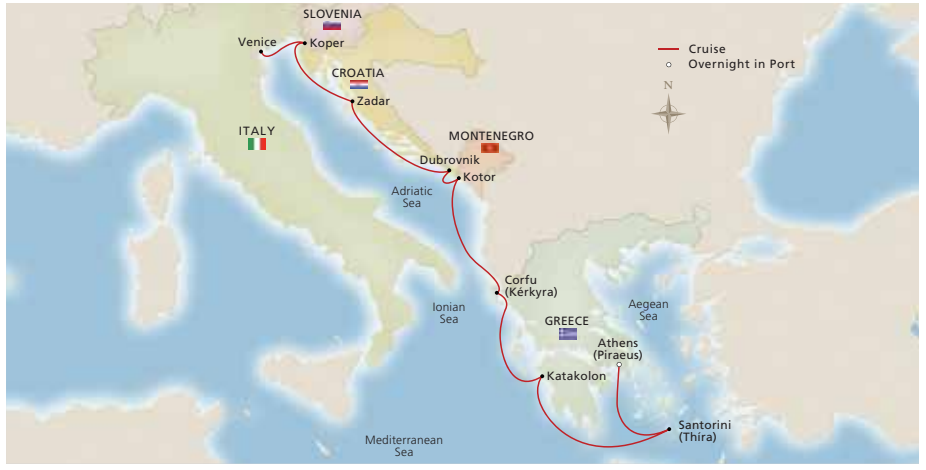 SLOVENIA
Venice
Koper
Cruise
Overnight in Port
CROATIA
N
Zadar
ITALY
MONTENEGRO
Dubrovnik
Kotor
Adriatic
Sea
Corfu
(Kérkyra)
Ionian
Sea
Aegean
Sea
GREECE
Athens
(Piraeus)
Katakolon
Santorini
(Thíra)
Mediterranean
Sea